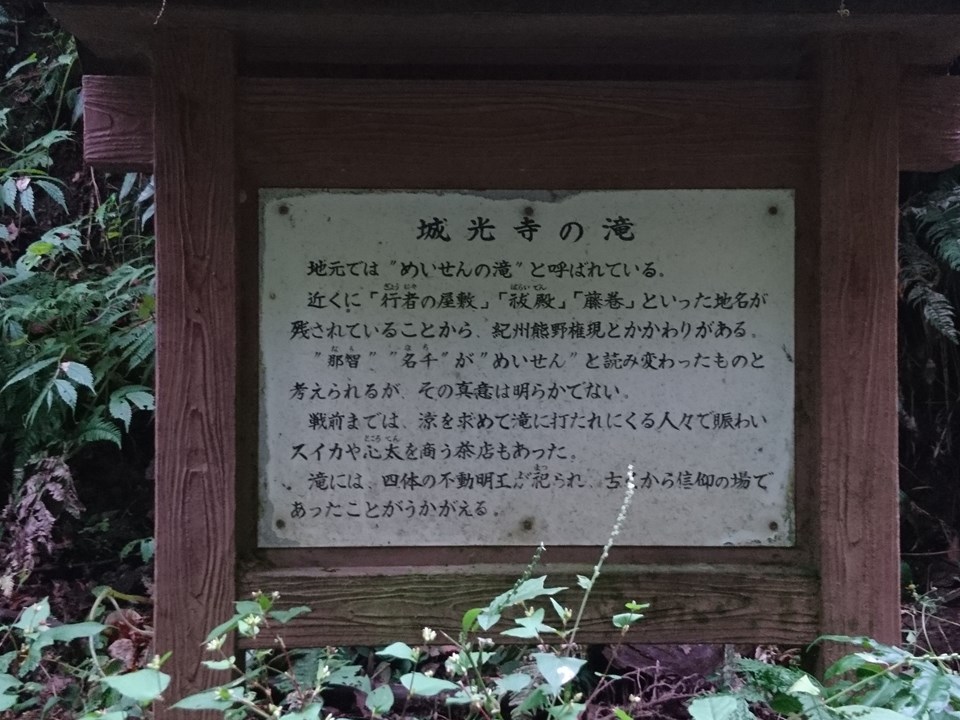 城光寺の滝
地元では〝めいせんの滝〟と呼ばれている。
近くに「行者の屋敷」「祓殿」「藤巻」といった地名が
残されていることから、紀州熊野権現とかかわりがある。
〝那智〟〝名千〟が〝めいせん〟と読み変わったものと
考えられるが、その真意は明らかでない。
戦前までは、涼を求めて滝に打たれにくる人々で賑わい
スイカや心太を商う茶店もあった。
滝には、四体の不動明王が祀られ、古くから信仰の場で
あったことがうかがえる。